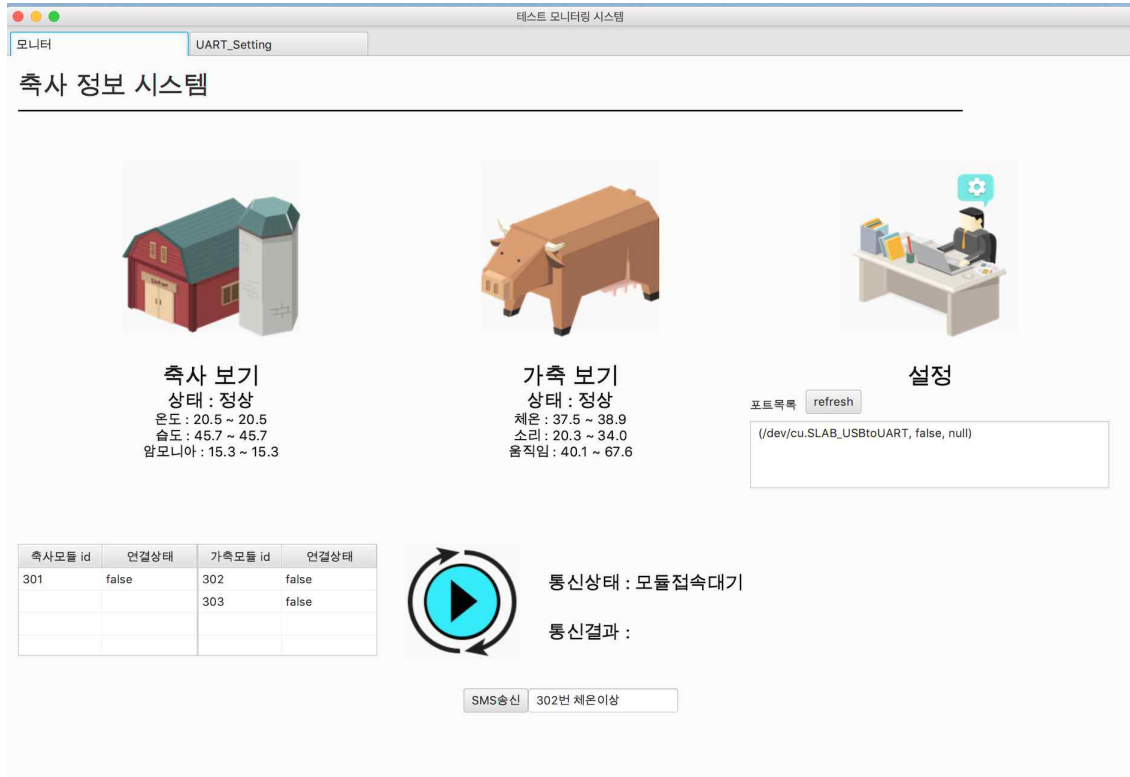 테스트 모니터링 시스템
모니터
UART_Setting
축사 정보 시스템
축사 보기
상태 : 정상
온도 : 20.5 ~ 20.5
습도 : 45.7 ~ 45.7
암모니아 : 15.3 ~ 15.3
가축 보기
상태 : 정상
체온 : 37.5 ~ 38.9
소리 : 20.3 ~ 34.0
움직임 : 40.1 ~ 67.6
설정
포트목록 refresh
(/dev/cu.SLAB_USBtoUART, false, null)
축사모듈 id 연결상태 가축모듈 id 연결상태
301 false 302 false
303 false
통신상태 : 모듈접속대기
통신결과 :
SMS송신 302번 체온이상